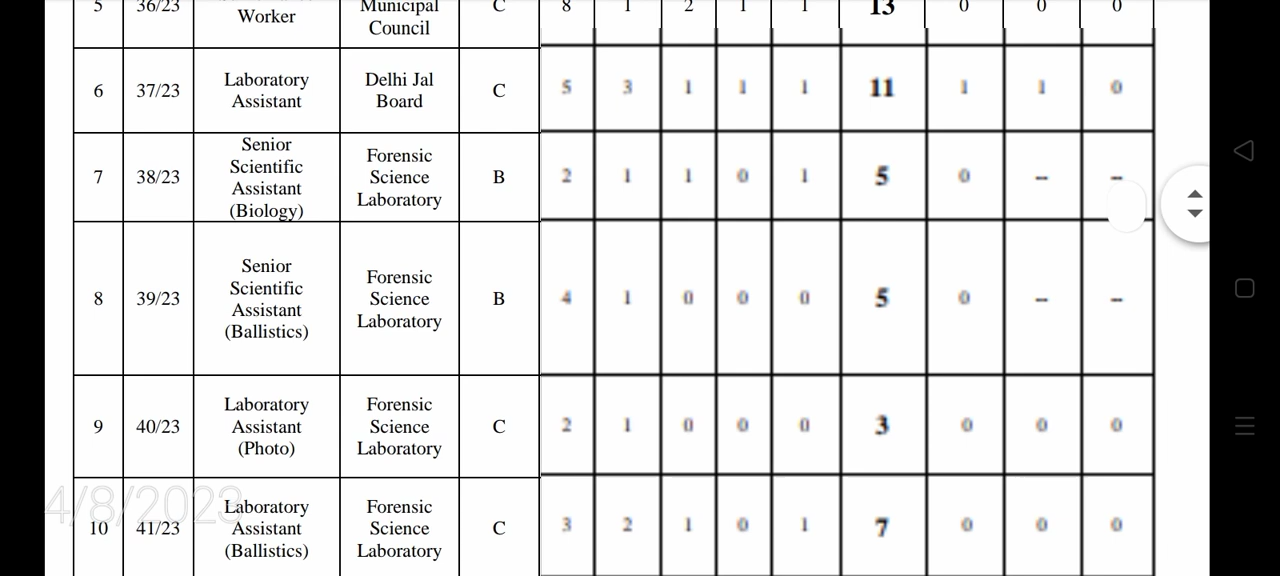 5 36/23 Worker Municipal Council C 8 1 2 1 1 13 0 0 0
6 37/23 Laboratory Assistant Delhi Jal Board C 5 3 1 1 1 11 1 1 0
7 38/23 Senior Scientific Assistant (Biology) Forensic Science Laboratory B 2 1 1 0 1 5 0 -- --
8 39/23 Senior Scientific Assistant (Ballistics) Forensic Science Laboratory B 4 1 0 0 0 5 0 -- --
9 40/23 Laboratory Assistant (Photo) Forensic Science Laboratory C 2 1 0 0 0 3 0 0 0
10 41/23 Laboratory Assistant (Ballistics) Forensic Science Laboratory C 3 2 1 0 1 7 0 0 0
4/8/2023